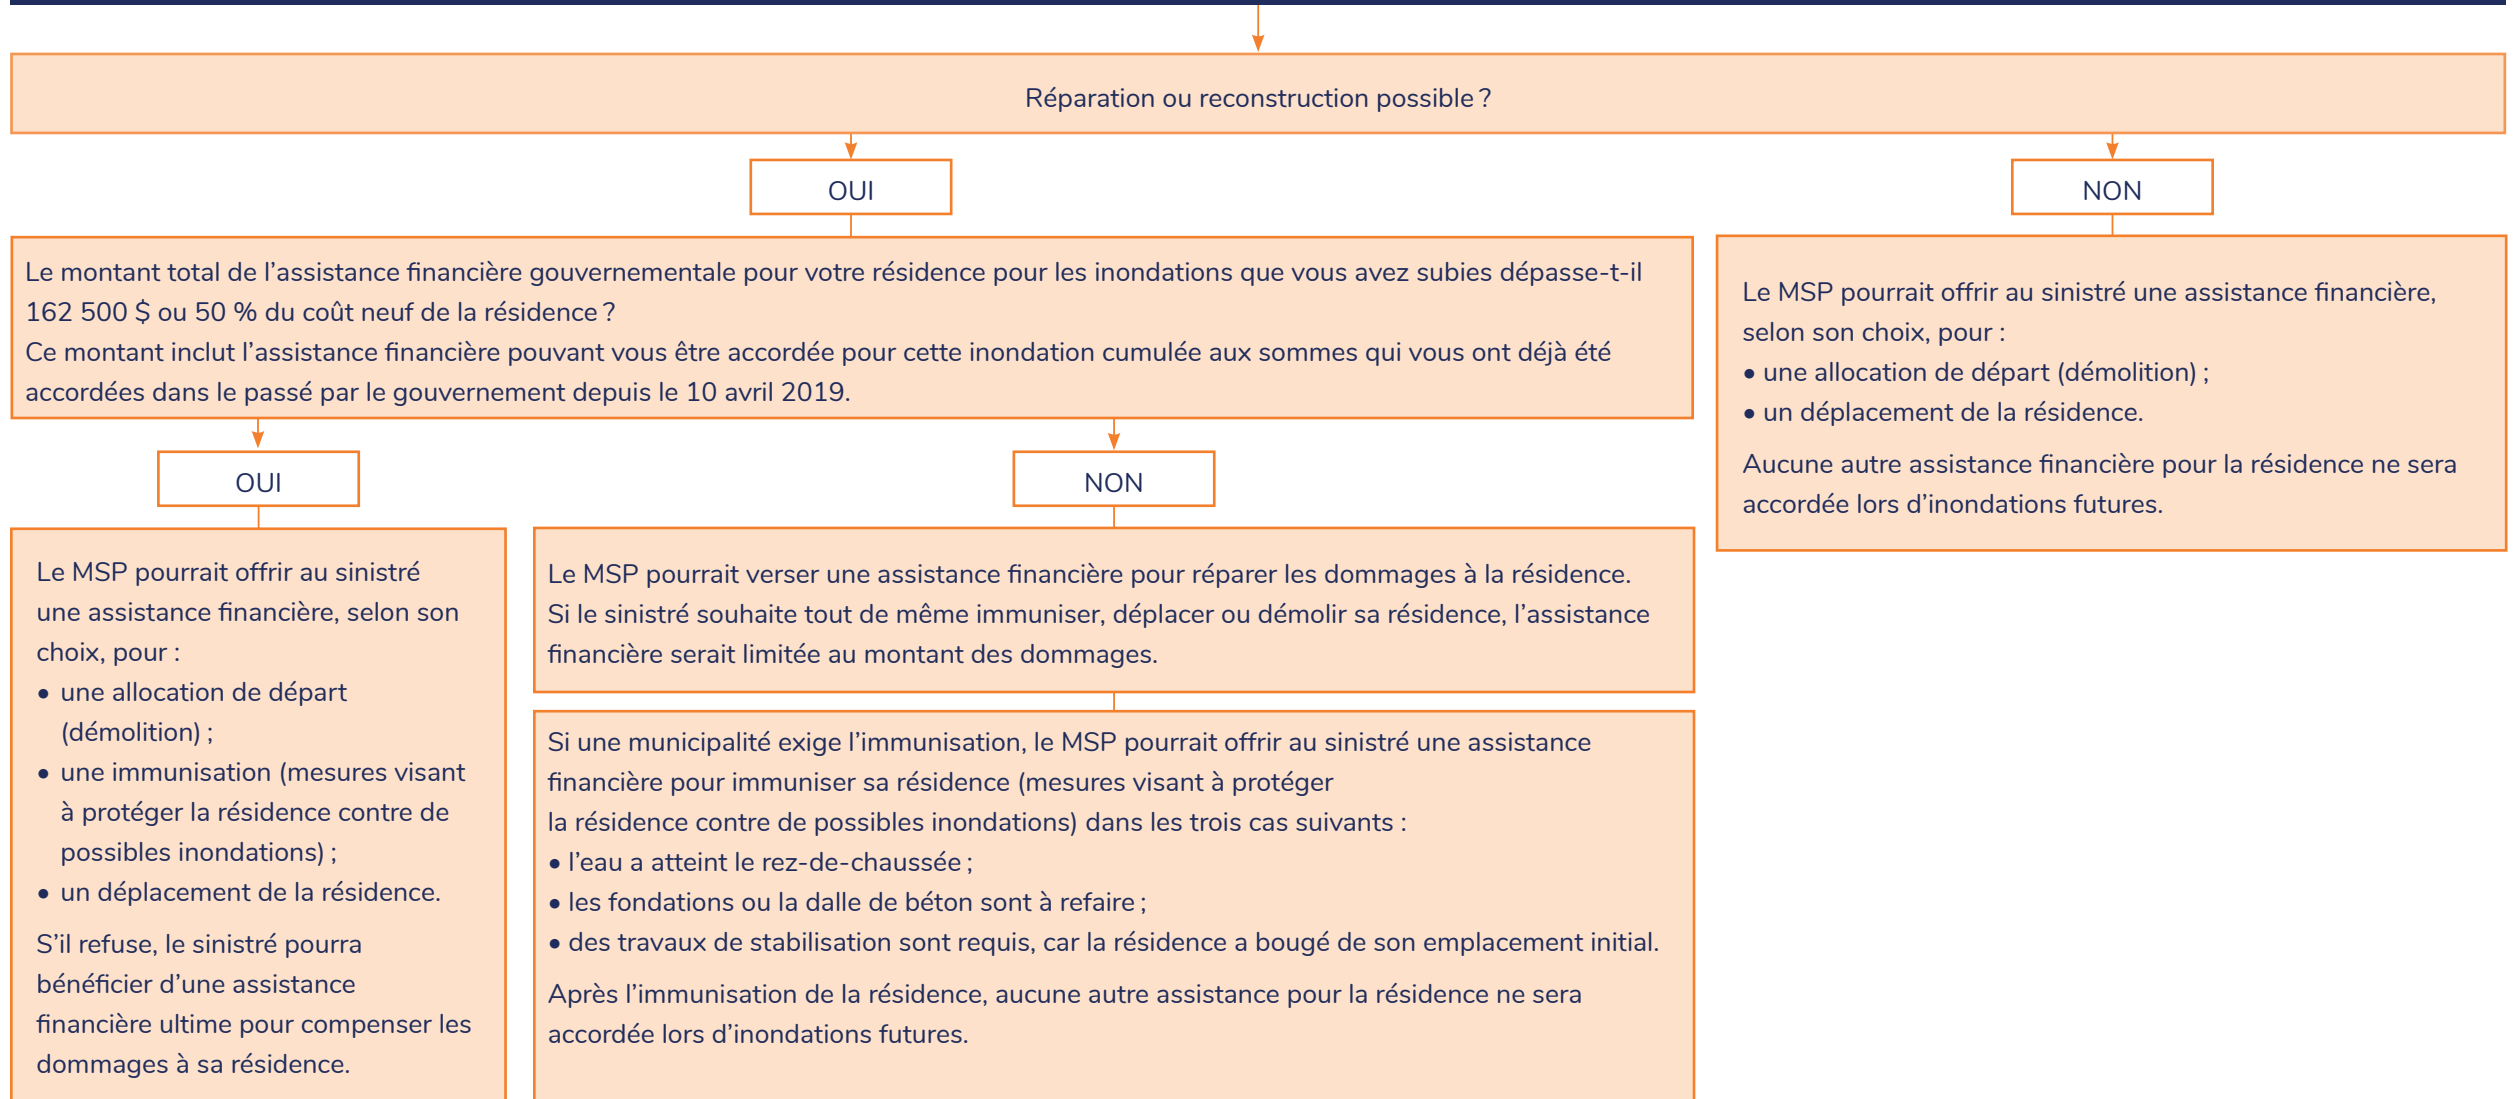 Réparation ou reconstruction possible ?
OUI
NON
Le montant total de l’assistance financière gouvernementale pour votre résidence pour les inondations que vous avez subies dépasse-t-il
162 500 $ ou 50 % du coût neuf de la résidence ?
Ce montant inclut l’assistance financière pouvant vous être accordée pour cette inondation cumulée aux sommes qui vous ont déjà été
accordées dans le passé par le gouvernement depuis le 10 avril 2019.
Le MSP pourrait offrir au sinistré une assistance financière,
selon son choix, pour :
• une allocation de départ (démolition) ;
• un déplacement de la résidence.
Aucune autre assistance financière pour la résidence ne sera
accordée lors d’inondations futures.
OUI
NON
Le MSP pourrait offrir au sinistré
une assistance financière, selon son
choix, pour :
• une allocation de départ
(démolition) ;
• une immunisation (mesures visant
à protéger la résidence contre de
possibles inondations) ;
• un déplacement de la résidence.
S’il refuse, le sinistré pourra
bénéficier d’une assistance
financière ultime pour compenser les
dommages à sa résidence.
Le MSP pourrait verser une assistance financière pour réparer les dommages à la résidence.
Si le sinistré souhaite tout de même immuniser, déplacer ou démolir sa résidence, l’assistance
financière serait limitée au montant des dommages.
Si une municipalité exige l’immunisation, le MSP pourrait offrir au sinistré une assistance
financière pour immuniser sa résidence (mesures visant à protéger
la résidence contre de possibles inondations) dans les trois cas suivants :
• l’eau a atteint le rez-de-chaussée ;
• les fondations ou la dalle de béton sont à refaire ;
• des travaux de stabilisation sont requis, car la résidence a bougé de son emplacement initial.
Après l’immunisation de la résidence, aucune autre assistance pour la résidence ne sera
accordée lors d’inondations futures.